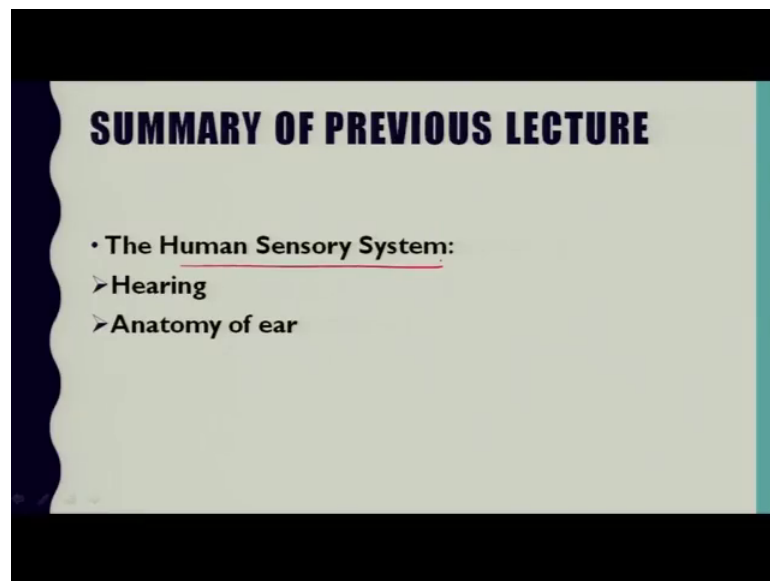 SUMMARY OF PREVIOUS LECTURE
• The Human Sensory System:
➢Hearing
➢Anatomy of ear